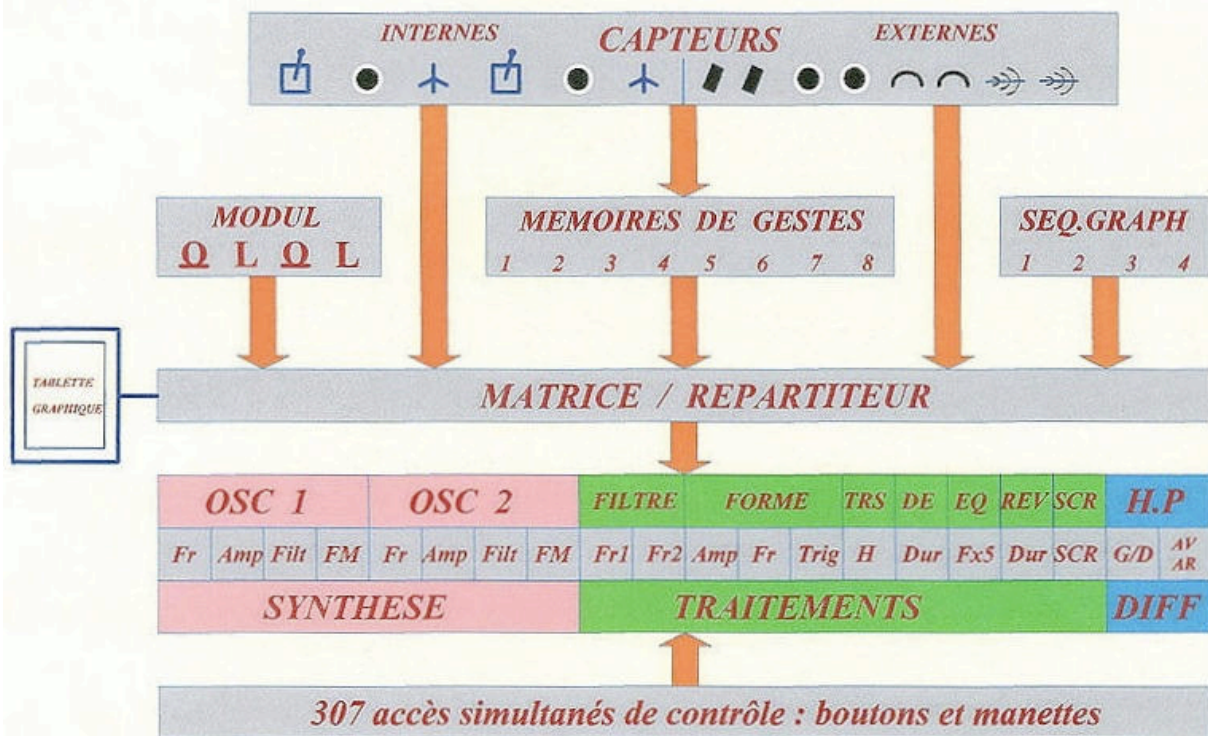 INTERNES CAPTEURS EXTERNES
MODUL
Ω L Ω L
MEMOIRES DE GESTES
1 2 3 4 5 6 7 8
SEQ.GRAPH
1 2 3 4
TABLETTE
GRAPHIQUE
MATRICE / REPARTITEUR
OSC 1 OSC 2 FILTRE FORME TRS DE EQ REV SCR H.P
Fr Amp Filt FM Fr Amp Filt FM Fr1 Fr2 Amp Fr Trig H Dur Fx5 Dur SCR G/D AV
AR
SYNTHESE TRAITEMENTS DIFF
307 accès simultanés de contrôle : boutons et manettes